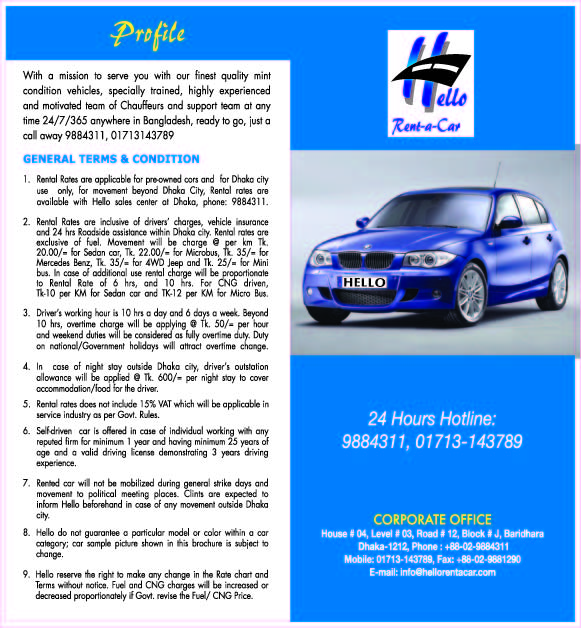 Profile
With a mission to serve you with our finest quality mint
condition vehicles, specially trained, highly experienced
and motivated team of Chauffeurs and support team at any
time 24/7/365 anywhere in Bangladesh, ready to go, just a
call away 9884311, 01713143789
GENERAL TERMS & CONDITION
1. Rental Rates are applicable for pre-owned cors and for Dhaka city
use only, for movement beyond Dhaka City, Rental rates are
available with Hello sales center at Dhaka, phone: 9884311.
2. Rental Rates are inclusive of drivers' charges, vehicle insurance
and 24 hrs Roadside assistance within Dhaka city. Rental rates are
exclusive of fuel. Movement will be charge @ per km Tk.
20.00/= for Sedan car, Tk. 22.00/= for Microbus, Tk. 35/= for
Mercedes Benz, Tk. 35/= for 4WD Jeep and Tk. 25/= for Mini
bus. In case of additional use rental charge will be proportionate
to Rental Rate of 6 hrs, and 10 hrs. For CNG driven,
Tk-10 per KM for Sedan car and TK-12 per KM for Micro Bus.
3. Driver's working hour is 10 hrs a day and 6 days a week. Beyond
10 hrs, overtime charge will be applying @ Tk. 50/= per hour
and weekend duties will be considered as fully overtime duty. Duty
on national/Government holidays will attract overtime change.
4. In case of night stay outside Dhaka city, driver's outstation
allowance will be applied @ Tk. 600/= per night stay to cover
accommodation/food for the driver.
5. Rental rates does not include 15% VAT which will be applicable in
service industry as per Govt. Rules.
6. Self-driven car is offered in case of individual working with any
reputed firm for minimum 1 year and having minimum 25 years of
age and a valid driving license demonstrating 3 years driving
experience.
7. Rented car will not be mobilized during general strike days and
movement to political meeting places. Clints are expected to
inform Hello beforehand in case of any movement outside Dhaka
city.
8. Hello do not guarantee a particular model or color within a car
category; car sample picture shown in this brochure is subject to
change.
9. Hello reserve the right to make any change in the Rate chart and
Terms without notice. Fuel and CNG charges will be increased or
decreased proportionately if Govt. revise the Fuel/ CNG Price.
Hello
Rent-a-Car
HELLO
24 Hours Hotline:
9884311, 01713-143789
CORPORATE OFFICE
House # 04, Level # 03, Road # 12, Block # J, Baridhara
Dhaka-1212, Phone : +88-02-9884311
Mobile: 01713-143789, Fax: +88-02-9881290
E-mail: info@hellorentacar.com